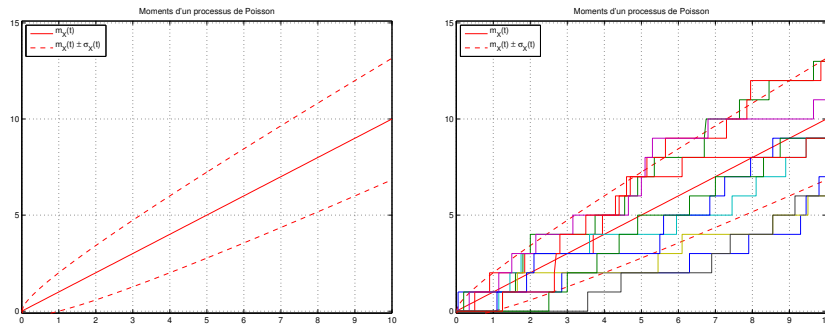 Moments d'un processus de Poisson
m_X(t)
m_X(t) ± σ_X(t)
15
10
5
0
0 1 2 3 4 5 6 7 8 9 10
Moments d'un processus de Poisson
m_X(t)
m_X(t) ± σ_X(t)
15
10
5
0
0 1 2 3 4 5 6 7 8 9